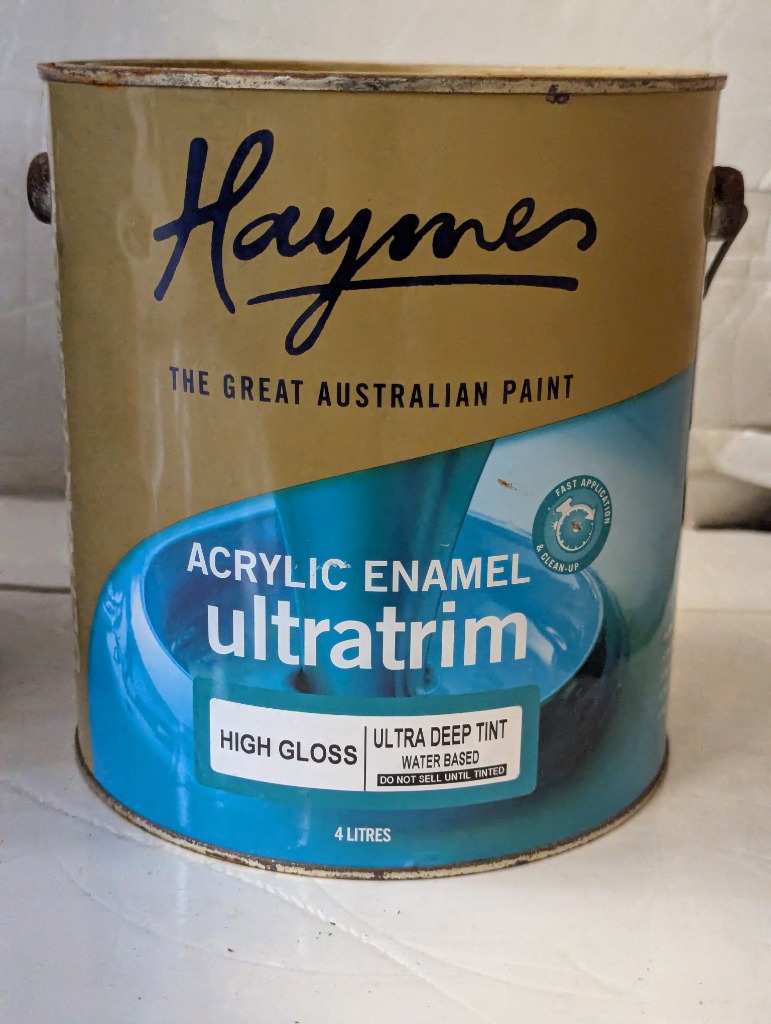 Haymes
THE GREAT AUSTRALIAN PAINT
FAST APPLICATION
& CLEAN-UP
ACRYLIC ENAMEL
ultratrim
HIGH GLOSS
ULTRA DEEP TINT
WATER BASED
DO NOT SELL UNTIL TINTED
4 LITRES